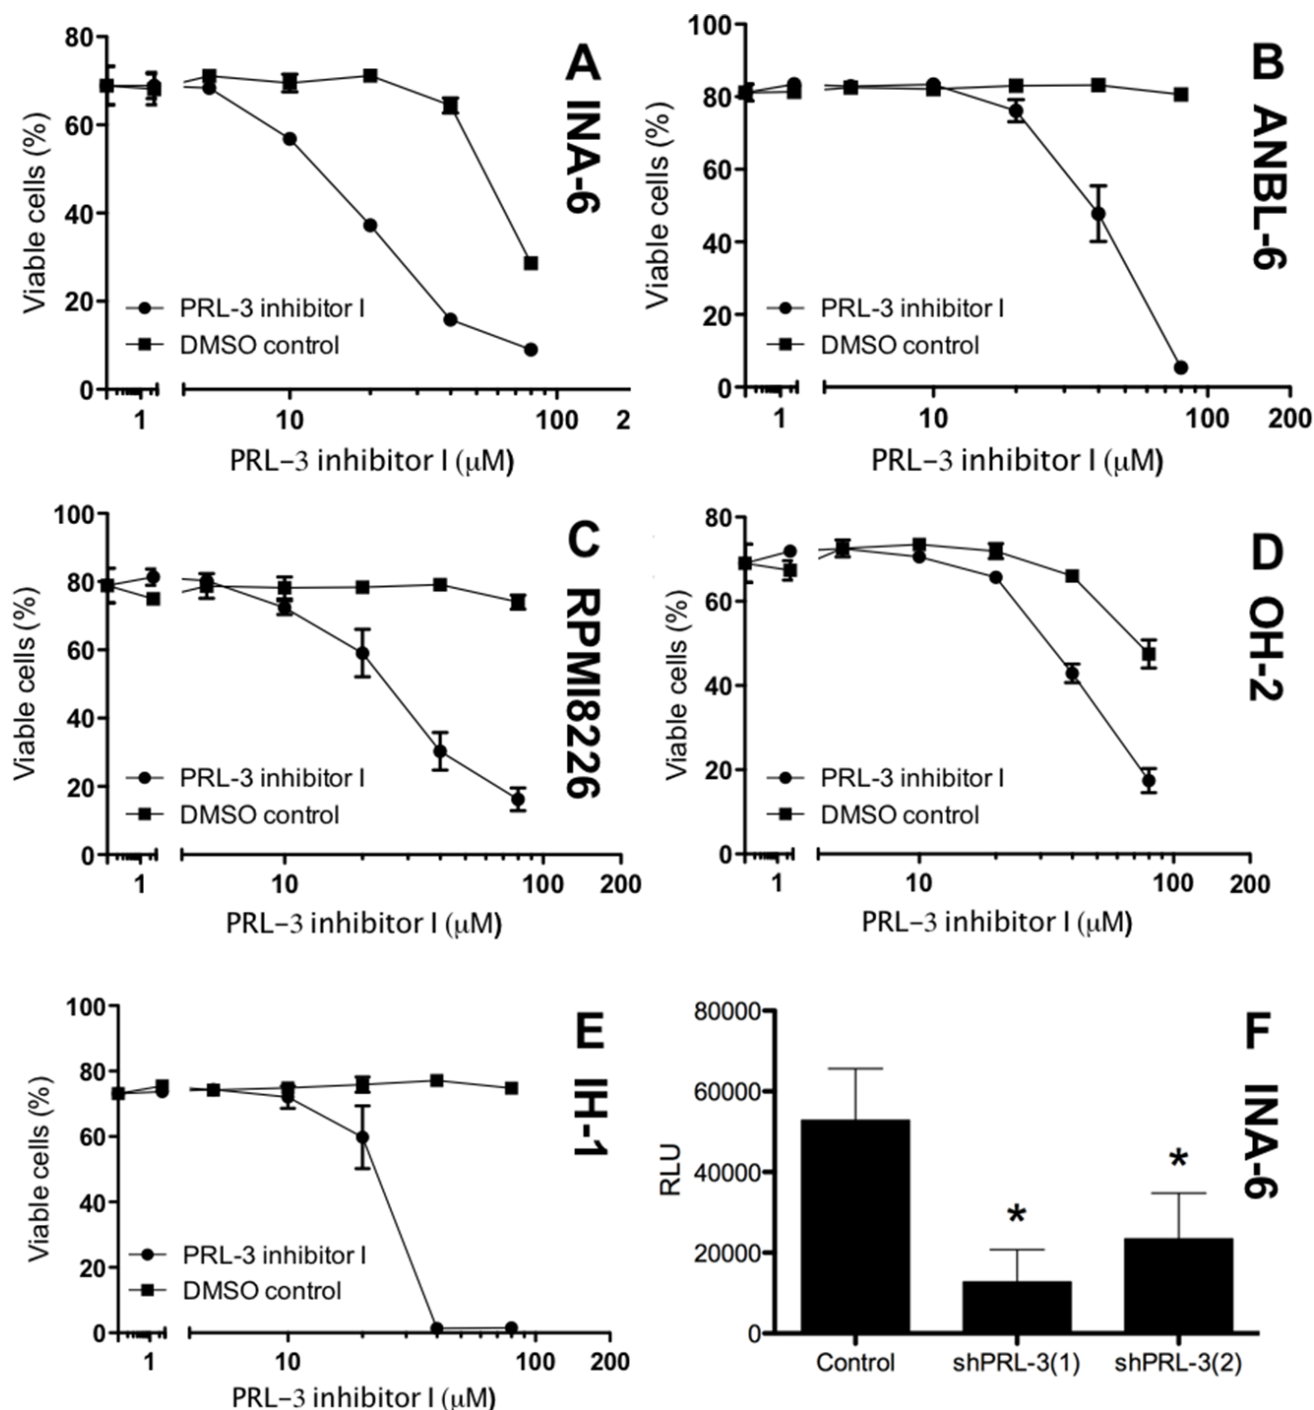 A INA-6
80
60
40
20
0
Viable cells (%)
PRL-3 inhibitor I
DMSO control
1 10 100 2
PRL-3 inhibitor I (μM)
B ANBL-6
100
80
60
40
20
0
Viable cells (%)
PRL-3 inhibitor I
DMSO control
1 10 100 200
PRL-3 inhibitor I (μM)
C RPMI8226
100
80
60
40
20
0
Viable cells (%)
PRL-3 inhibitor I
DMSO control
1 10 100 200
PRL-3 inhibitor I (μM)
D OH-2
80
60
40
20
0
Viable cells (%)
PRL-3 inhibitor I
DMSO control
1 10 100 200
PRL-3 inhibitor I (μM)
E IH-1
100
80
60
40
20
0
Viable cells (%)
PRL-3 inhibitor I
DMSO control
1 10 100 200
PRL-3 inhibitor I (μM)
F INA-6
80000
60000
40000
20000
0
RLU
* *
Control shPRL-3(1) shPRL-3(2)